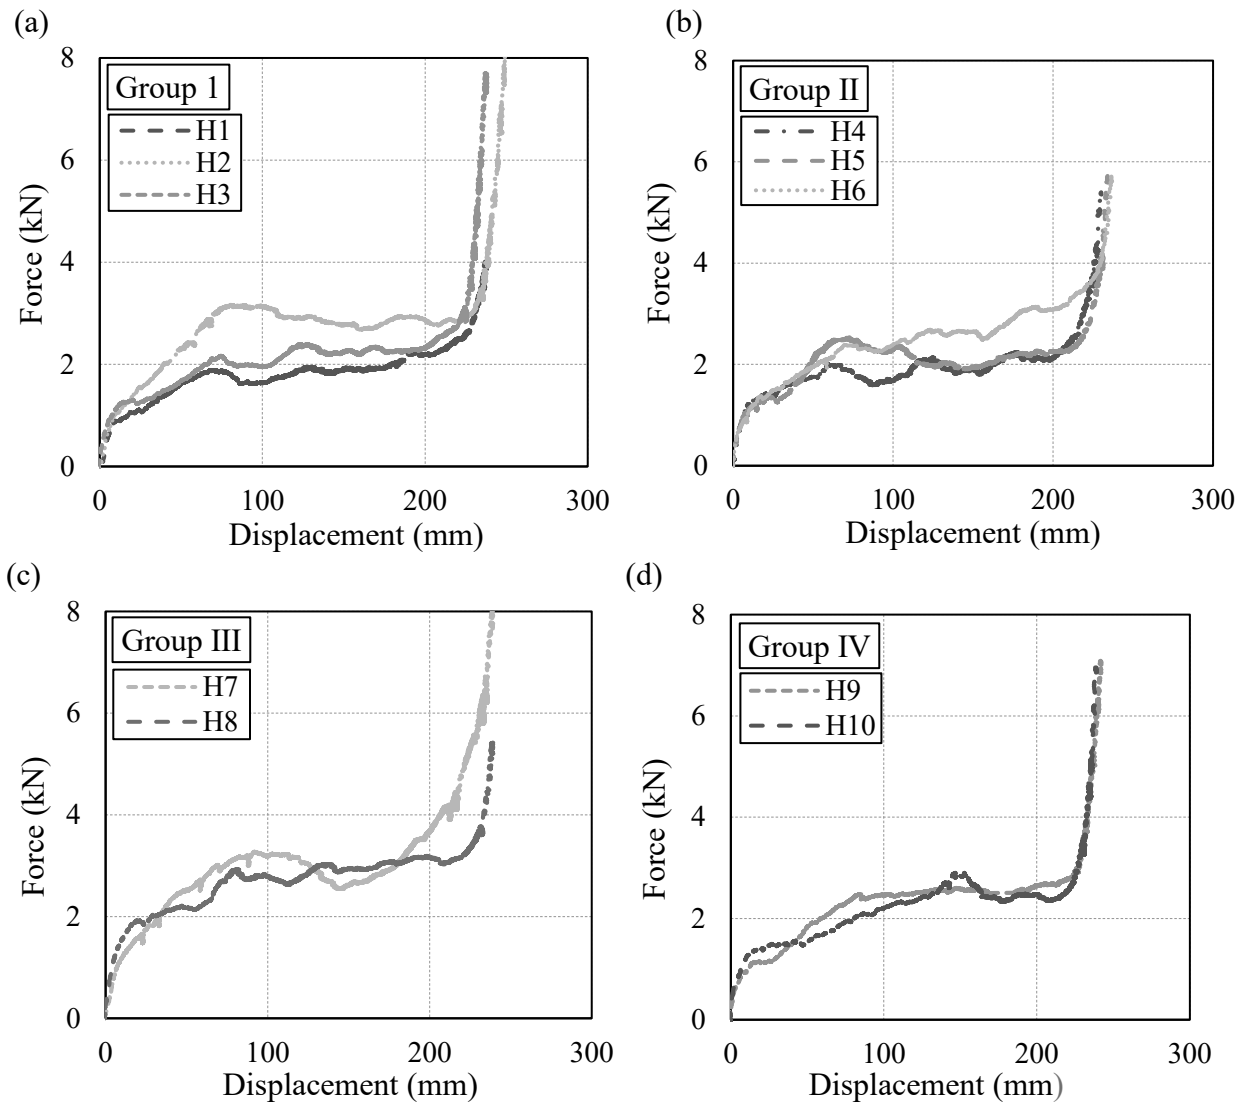 (a)
8
6
4
2
0
Force (kN)
Group 1
H1
H2
H3
0 100 200 300
Displacement (mm)
(b)
8
6
4
2
0
Force (kN)
Group II
H4
H5
H6
0 100 200 300
Displacement (mm)
(c)
8
6
4
2
0
Force (kN)
Group III
H7
H8
0 100 200 300
Displacement (mm)
(d)
8
6
4
2
0
Force (kN)
Group IV
H9
H10
0 100 200 300
Displacement (mm)